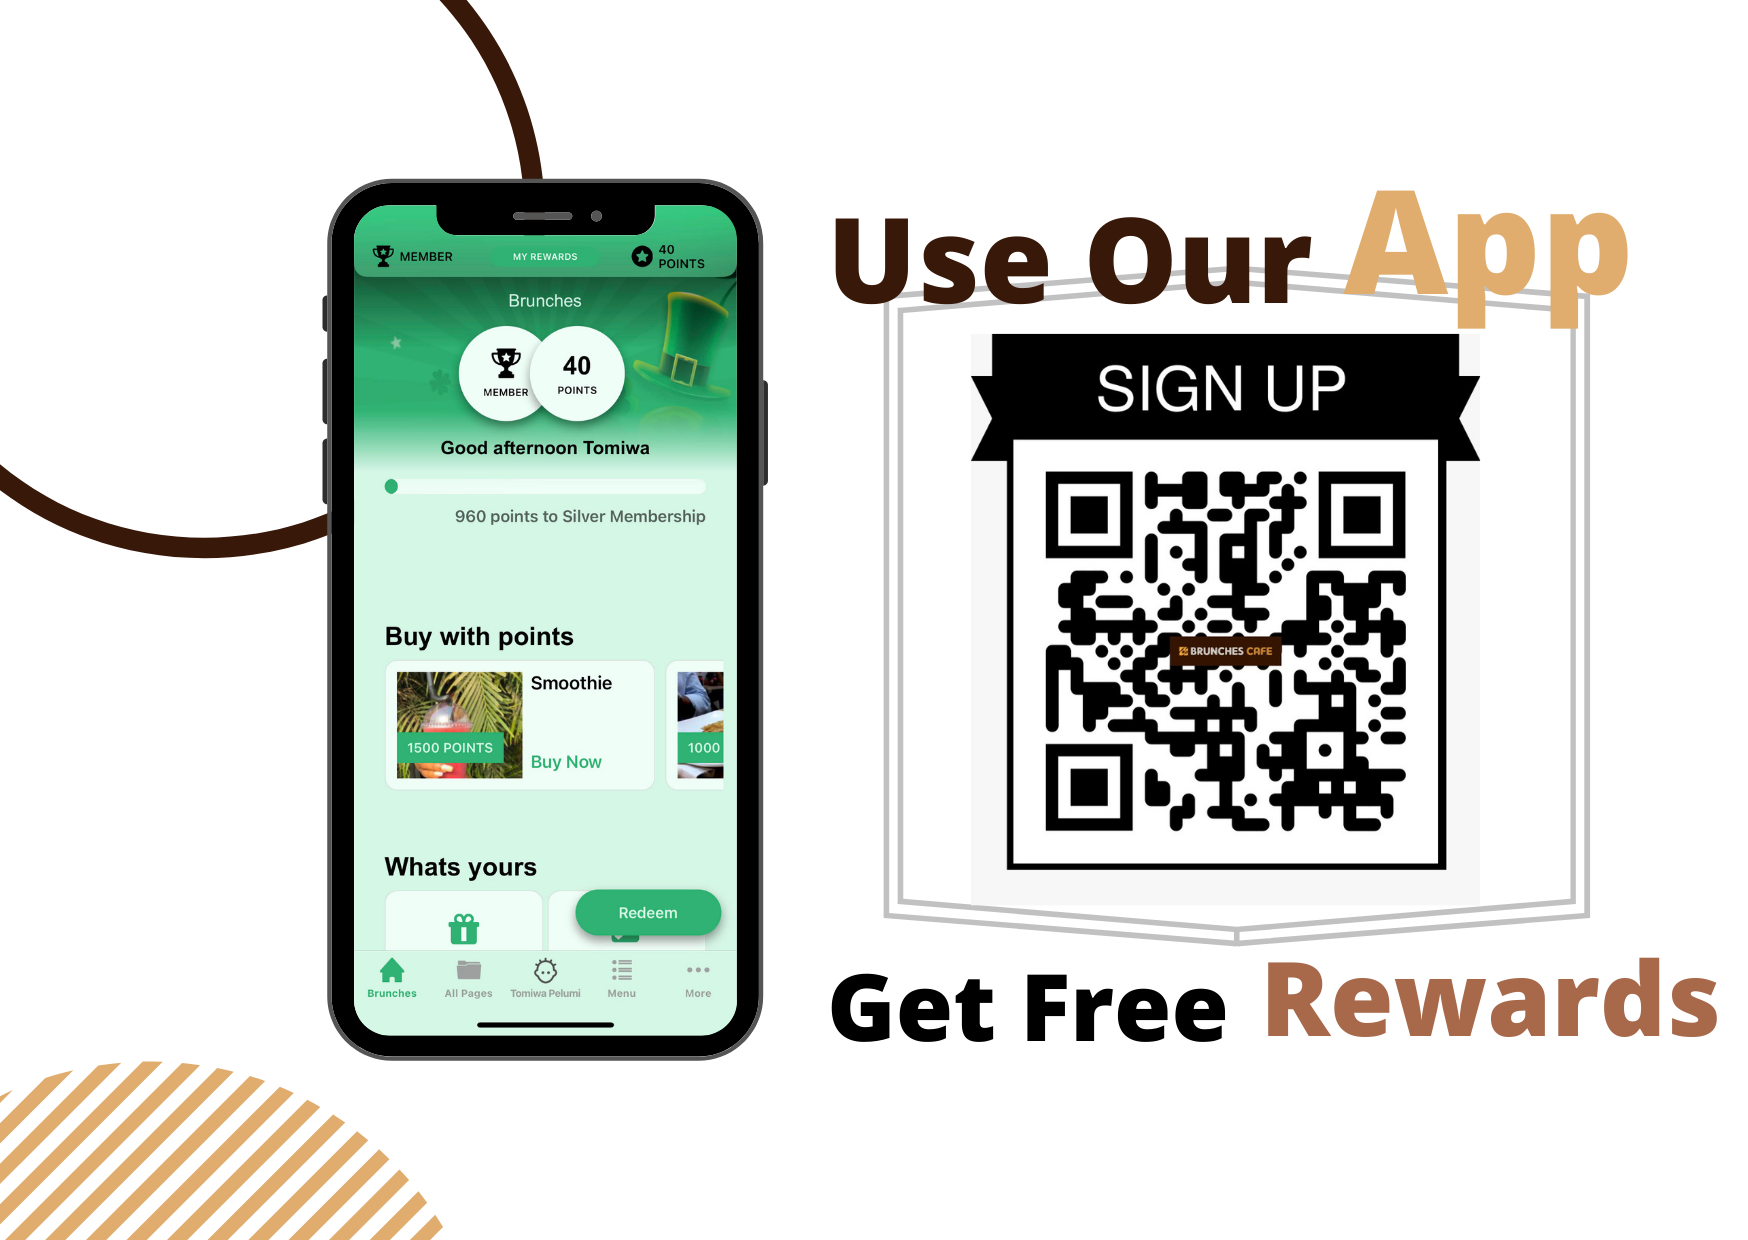 MEMBER
MY REWARDS
40
POINTS
Brunches
MEMBER
40
POINTS
Good afternoon Tomiwa
960 points to Silver Membership
Buy with points
Smoothie
1500 POINTS
Buy Now
1000
Whats yours
Redeem
Brunches
All Pages
Tomiwa Pelumi
Menu
More
Use Our App
SIGN UP
BRUNCHES CAFE
Get Free Rewards